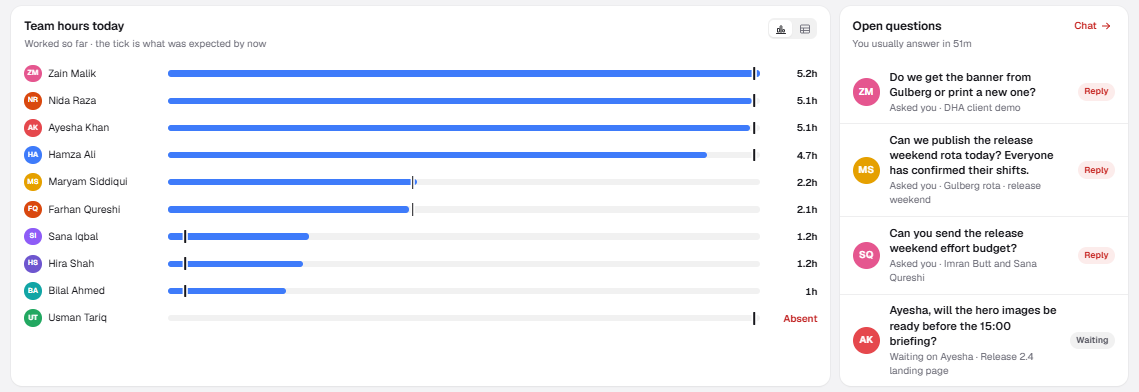 Team hours today
Worked so far · the tick is what was expected by now
ZM Zain Malik 5.2h
NR Nida Raza 5.1h
AK Ayesha Khan 5.1h
HA Hamza Ali 4.7h
MS Maryam Siddiqui 2.2h
FQ Farhan Qureshi 2.1h
SI Sana Iqbal 1.2h
HS Hira Shah 1.2h
BA Bilal Ahmed 1h
UT Usman Tariq Absent
Open questions Chat →
You usually answer in 51m
ZM
Do we get the banner from
Gulberg or print a new one?
Asked you · DHA client demo
Reply
MS
Can we publish the release
weekend rota today? Everyone
has confirmed their shifts.
Asked you · Gulberg rota · release
weekend
Reply
SQ
Can you send the release
weekend effort budget?
Asked you · Imran Butt and Sana
Qureshi
Reply
AK
Ayesha, will the hero images be
ready before the 15:00
briefing?
Waiting on Ayesha · Release 2.4
landing page
Waiting